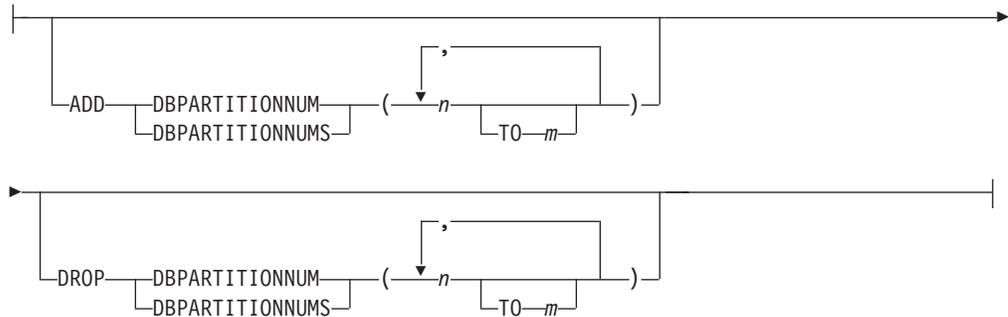 ,
ADD DBPARTITIONNUM ( n )
DBPARTITIONNUMS TO m
,
DROP DBPARTITIONNUM ( n )
DBPARTITIONNUMS TO m